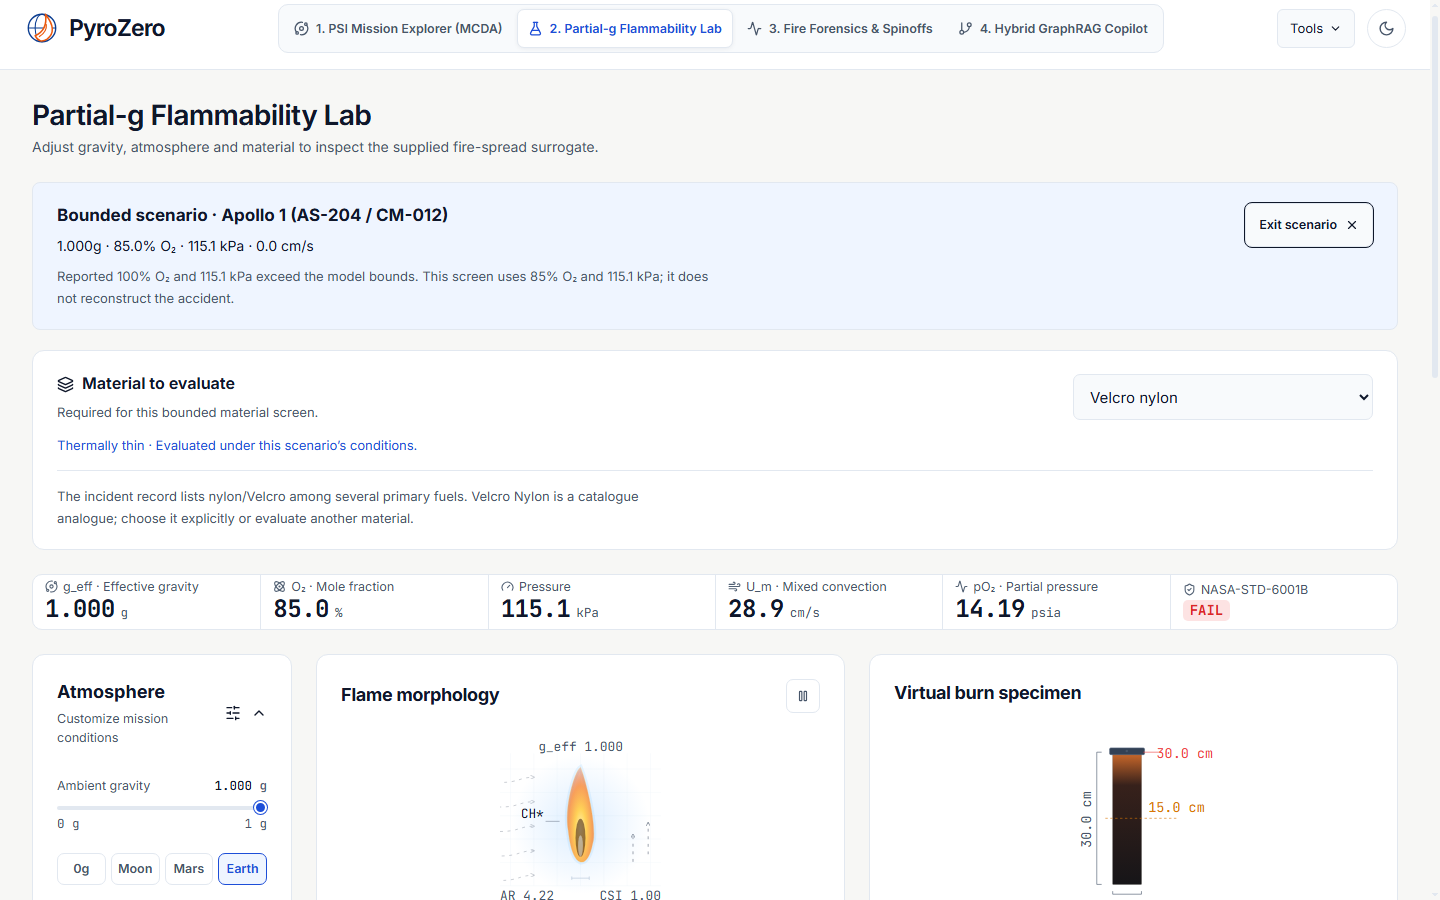 PyroZero
1. PSI Mission Explorer (MCDA)
2. Partial-g Flammability Lab
3. Fire Forensics & Spinoffs
4. Hybrid GraphRAG Copilot
Tools
Partial-g Flammability Lab
Adjust gravity, atmosphere and material to inspect the supplied fire-spread surrogate.
Bounded scenario · Apollo 1 (AS-204 / CM-012)
Exit scenario ×
1.000g · 85.0% O₂ · 115.1 kPa · 0.0 cm/s
Reported 100% O₂ and 115.1 kPa exceed the model bounds. This screen uses 85% O₂ and 115.1 kPa; it does
not reconstruct the accident.
Material to evaluate
Velcro nylon
Required for this bounded material screen.
Thermally thin · Evaluated under this scenario’s conditions.
The incident record lists nylon/Velcro among several primary fuels. Velcro Nylon is a catalogue
analogue; choose it explicitly or evaluate another material.
g_eff · Effective gravity
1.000 g
O₂ · Mole fraction
85.0 %
Pressure
115.1 kPa
U_m · Mixed convection
28.9 cm/s
pO₂ · Partial pressure
14.19 psia
NASA-STD-6001B
FAIL
Atmosphere
Customize mission
conditions
Ambient gravity 1.000 g
0 g 1 g
0g Moon Mars Earth
Flame morphology
g_eff 1.000
CH*
AR 4.22 CSI 1.00
Virtual burn specimen
30.0 cm
15.0 cm
30.0 cm